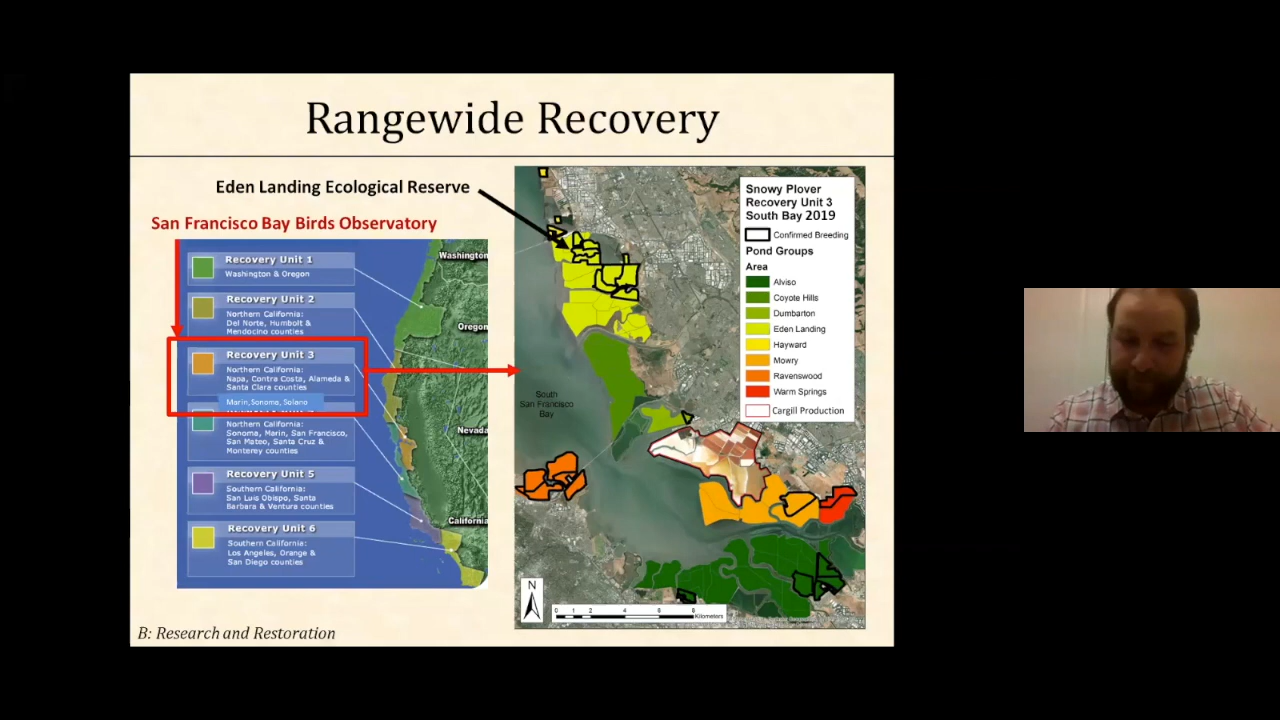 Rangewide Recovery
Eden Landing Ecological Reserve
San Francisco Bay Birds Observatory
Recovery Unit 1
Washington & Oregon
Recovery Unit 2
Northern California:
Del Norte, Humbolt &
Mendocino counties
Recovery Unit 3
Northern California:
Napa, Contra Costa, Alameda &
Santa Clara counties
Marin,Sonoma, Solano
Northern California:
Sonoma, Marin, San Francisco,
San Mateo, Santa Cruz &
Monterey counties
Recovery Unit 5
Southern California:
San Luis Obispo, Santa
Barbara & Ventura counties
Recovery Unit 6
Southern California:
Los Angeles, Orange &
San Diego counties
Washington
Oregon
Nevada
California
South
San Francisco
Bay
Snowy Plover
Recovery Unit 3
South Bay 2019
Confirmed Breeding
Pond Groups
Area
Alviso
Coyote Hills
Dumbarton
Eden Landing
Hayward
Mowry
Ravenswood
Warm Springs
Cargill Production
N
0 1 2 4 6 8
Kilometers
B: Research and Restoration